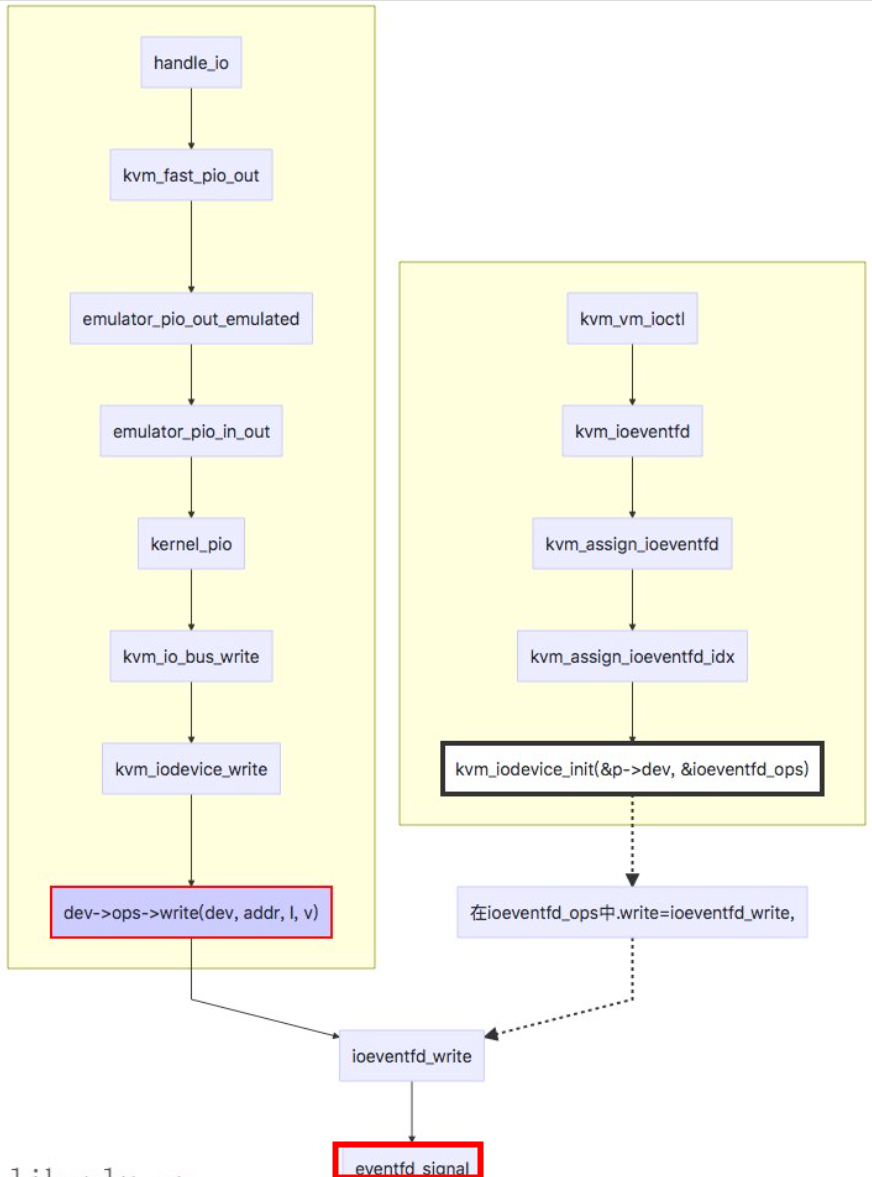 handle_io
kvm_fast_pio_out
emulator_pio_out_emulated
emulator_pio_in_out
kernel_pio
kvm_io_bus_write
kvm_iodevice_write
dev->ops->write(dev, addr, l, v)
kvm_vm_ioctl
kvm_ioeventfd
kvm_assign_ioeventfd
kvm_assign_ioeventfd_idx
kvm_iodevice_init(&p->dev, &ioeventfd_ops)
在ioeventfd_ops中.write=ioeventfd_write,
ioeventfd_write
eventfd_signal